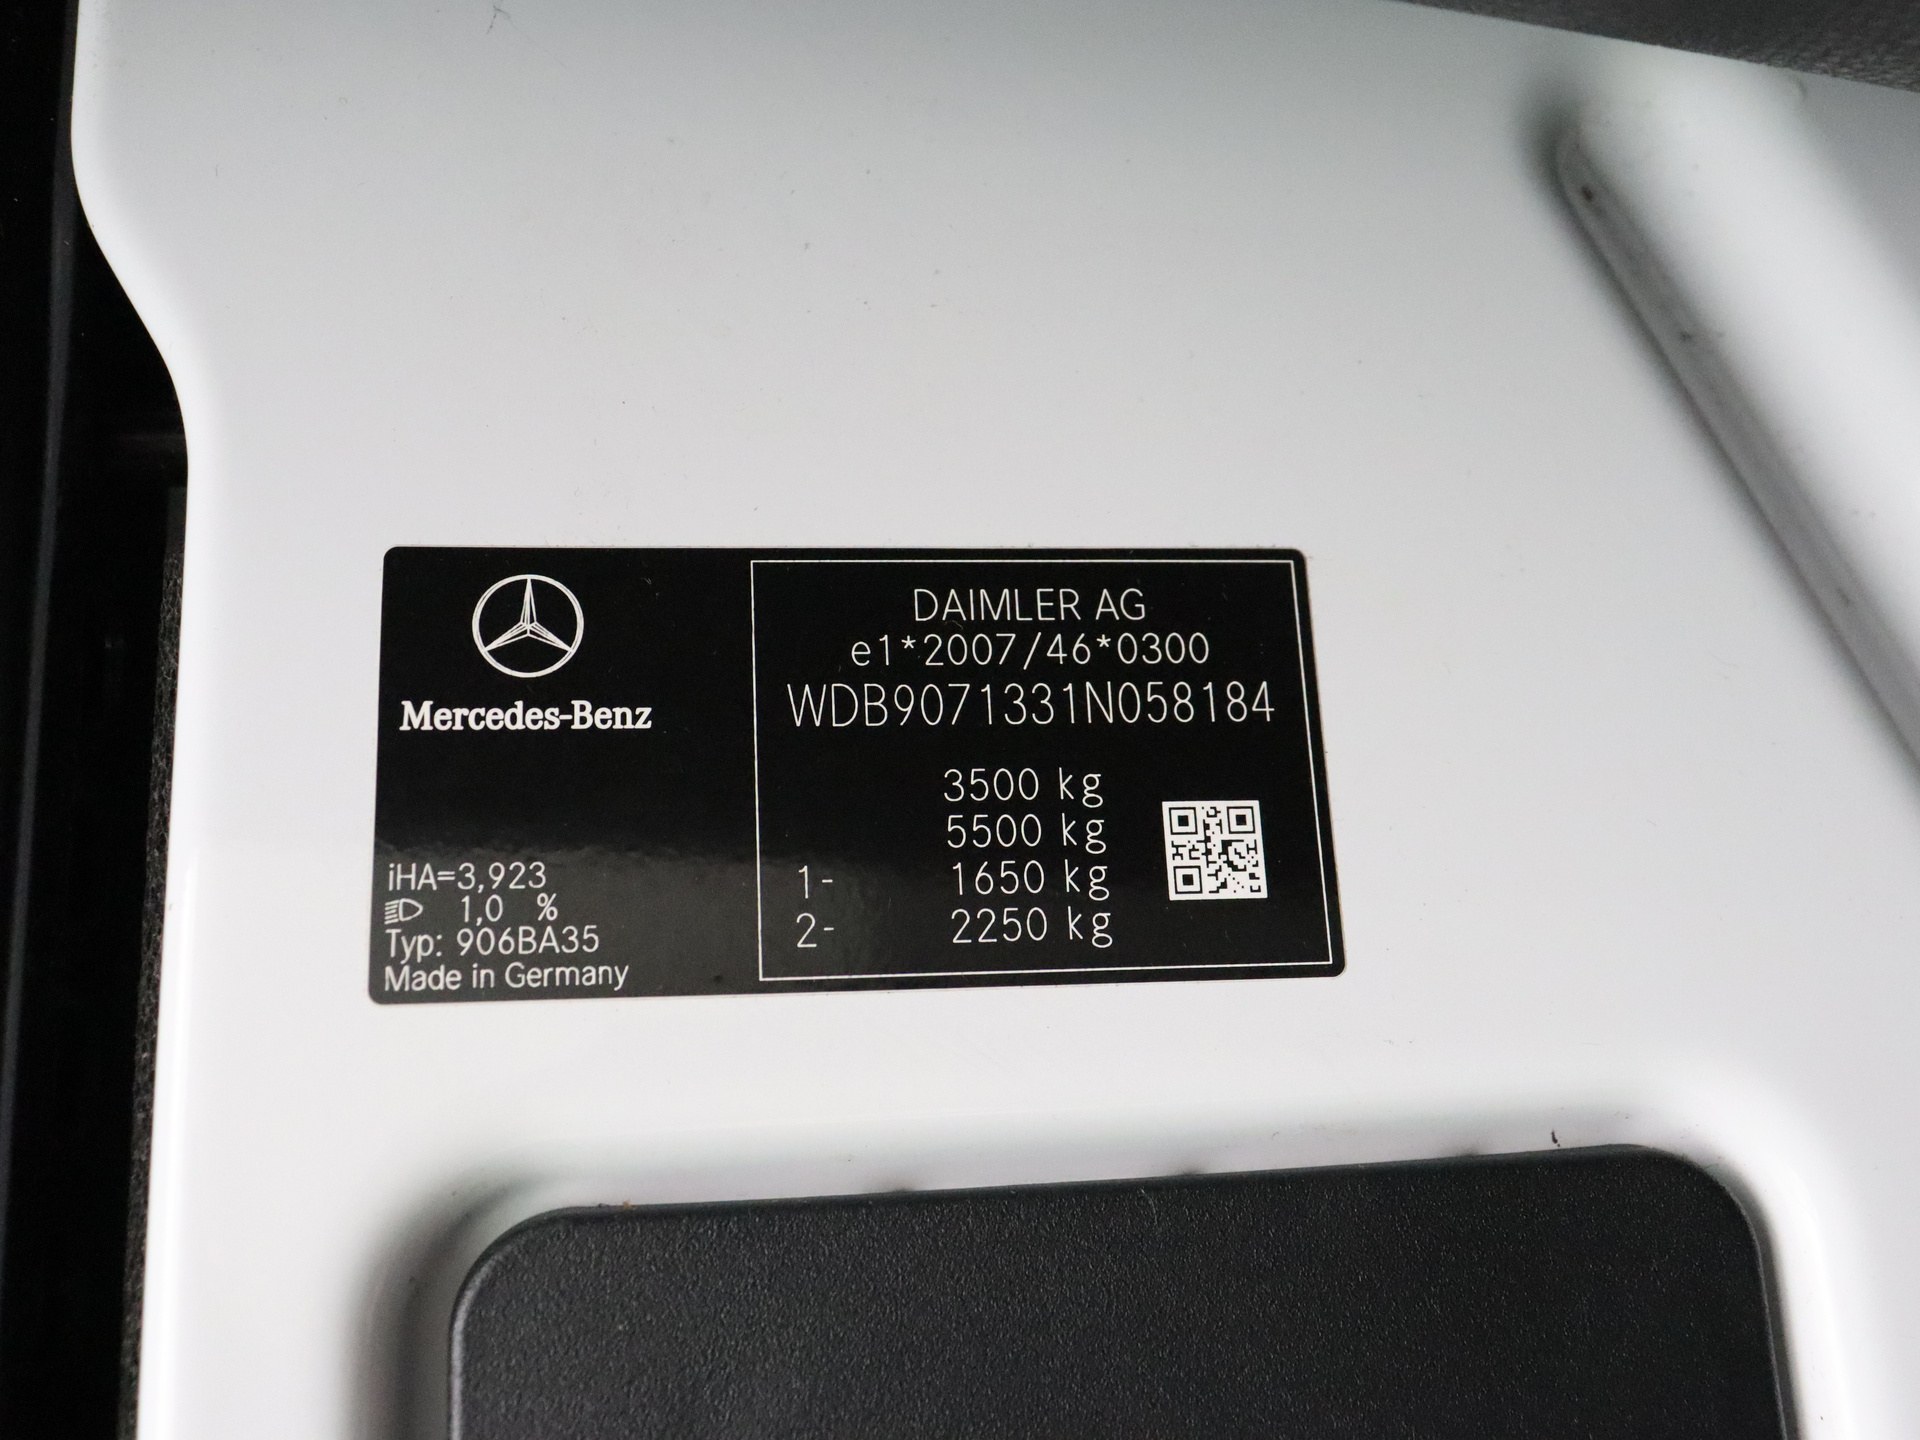 Mercedes-Benz
iHA=3,923
1,0 %
Typ: 906BA35
Made in Germany
DAIMLER AG
e1*2007/46*0300
WDB9071331N058184
3500 kg
5500 kg
1- 1650 kg
2- 2250 kg